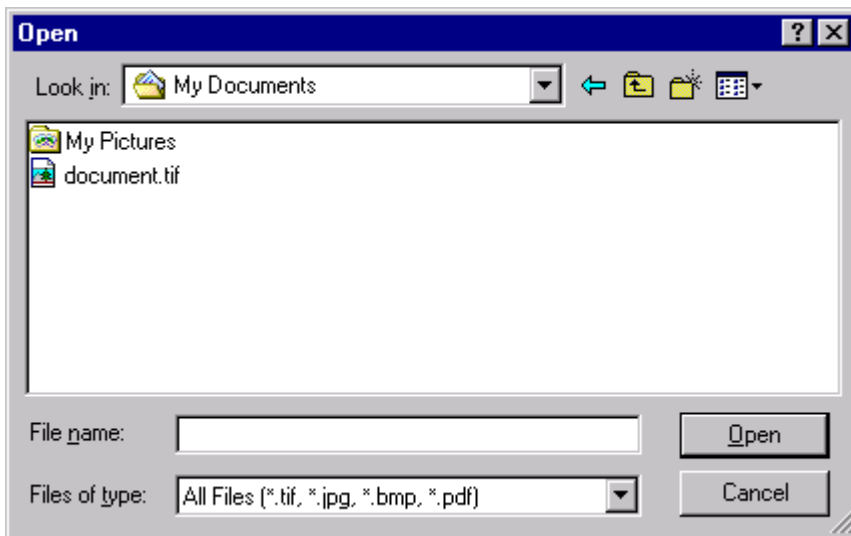 Open
Look in: My Documents
My Pictures
document.tif
File name: Open
Files of type: All Files (*.tif, *.jpg, *.bmp, *.pdf) Cancel